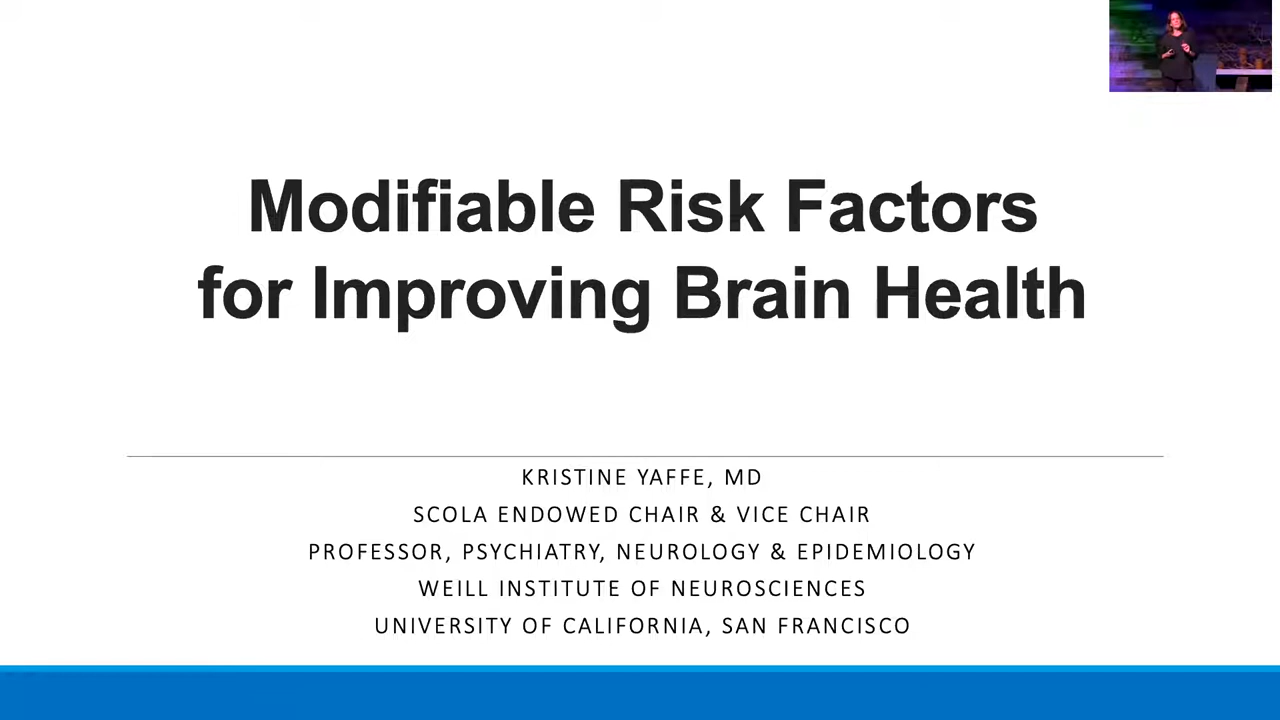 Modifiable Risk Factors
for Improving Brain Health
KRISTINE YAFFE, MD
SCOLA ENDOWED CHAIR & VICE CHAIR
PROFESSOR, PSYCHIATRY, NEUROLOGY & EPIDEMIOLOGY
WEILL INSTITUTE OF NEUROSCIENCES
UNIVERSITY OF CALIFORNIA, SAN FRANCISCO